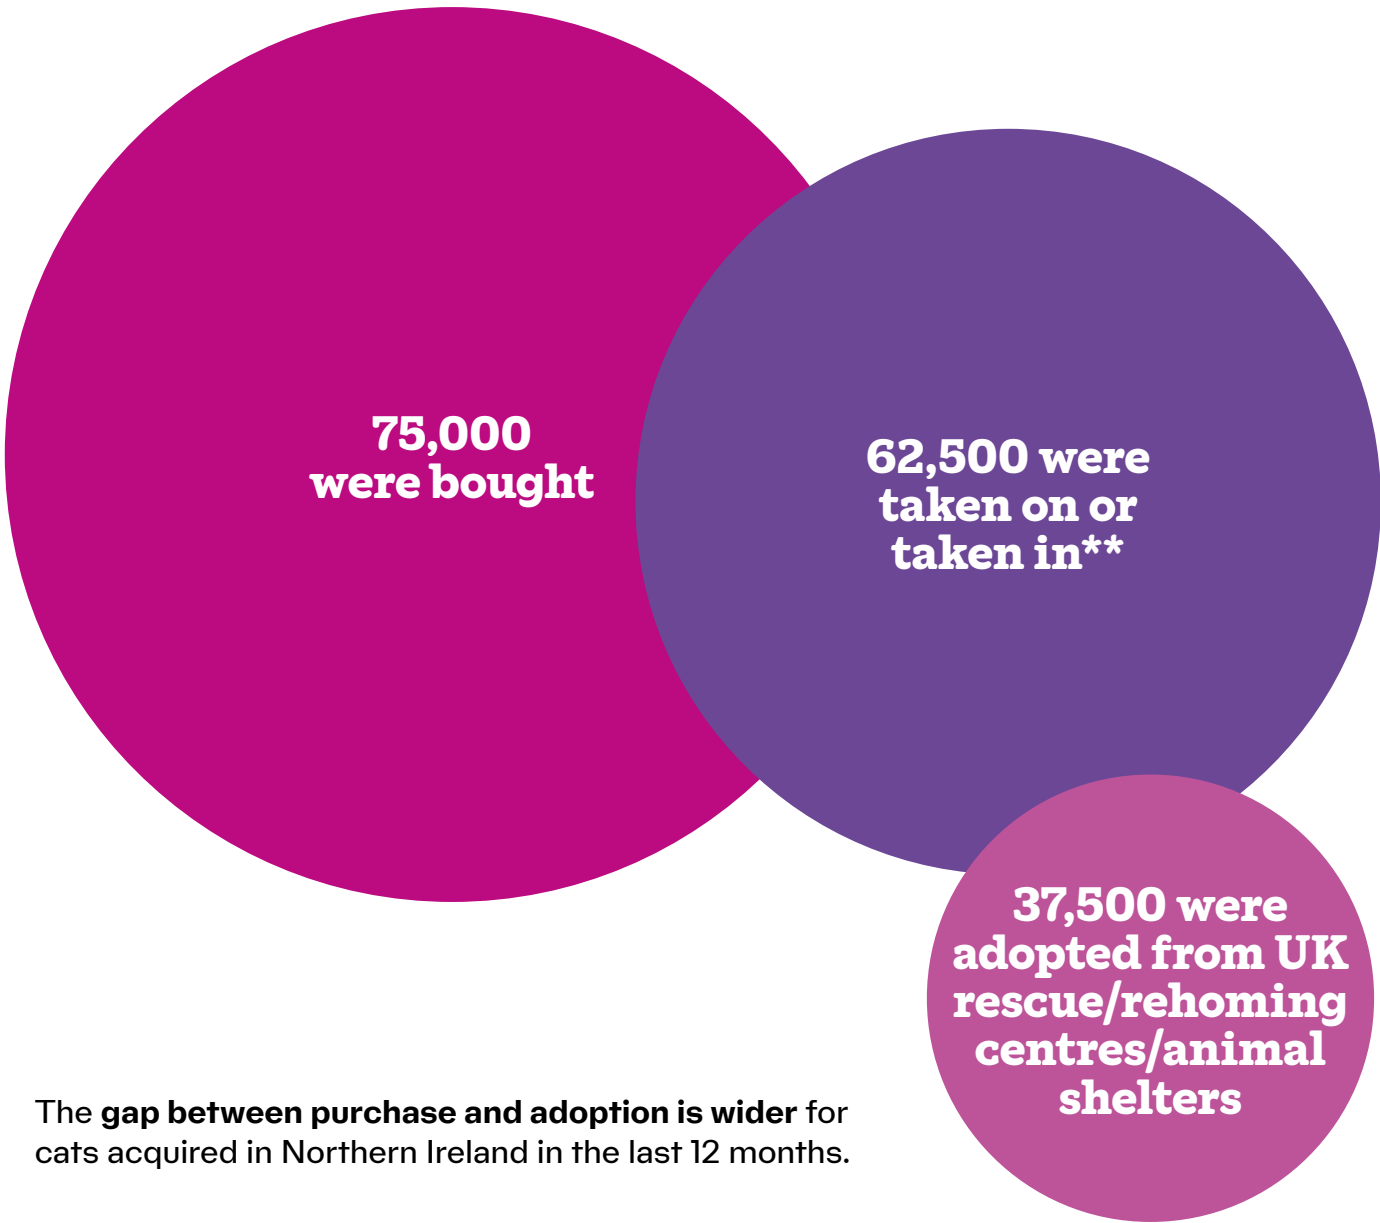 75,000
were bought
62,500 were
taken on or
taken in**
37,500 were
adopted from UK
rescue/rehoming
centres/animal
shelters
The gap between purchase and adoption is wider for
cats acquired in Northern Ireland in the last 12 months.